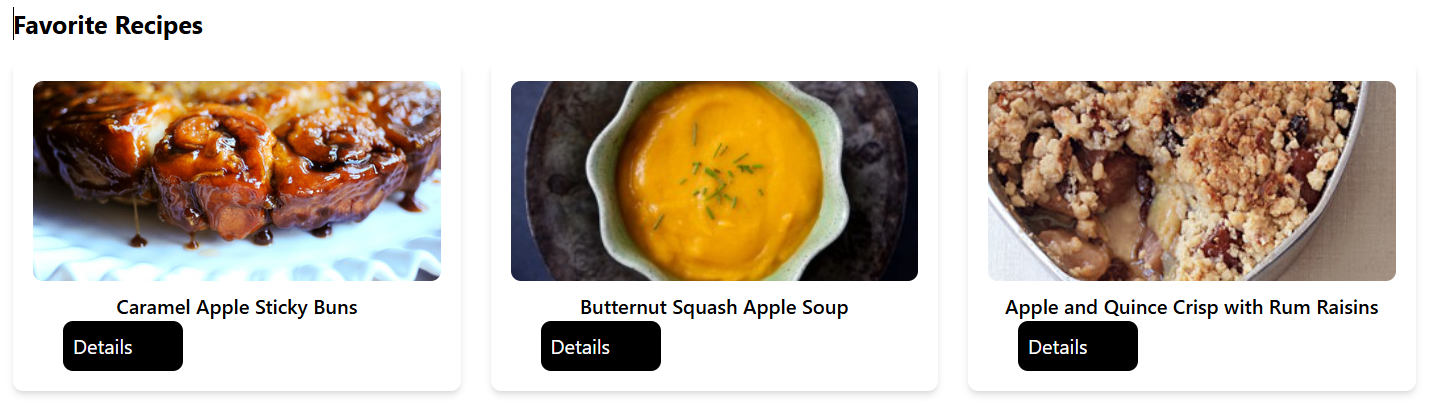 Favorite Recipes
Caramel Apple Sticky Buns
Butternut Squash Apple Soup
Apple and Quince Crisp with Rum Raisins
Details
Details
Details